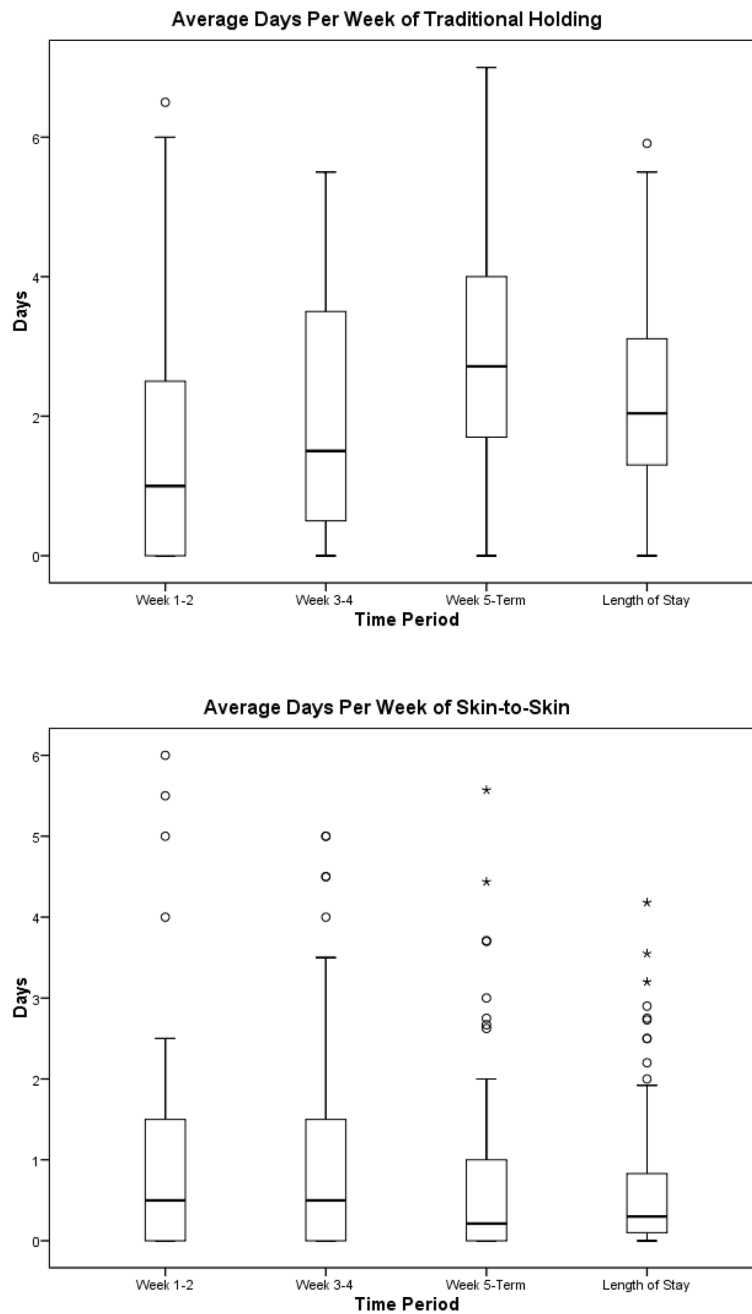 Average Days Per Week of Traditional Holding
6
4
2
0
Days
Week 1-2 Week 3-4 Week 5-Term Length of Stay
Time Period
Average Days Per Week of Skin-to-Skin
6
5
4
3
2
1
0
Days
Week 1-2 Week 3-4 Week 5-Term Length of Stay
Time Period